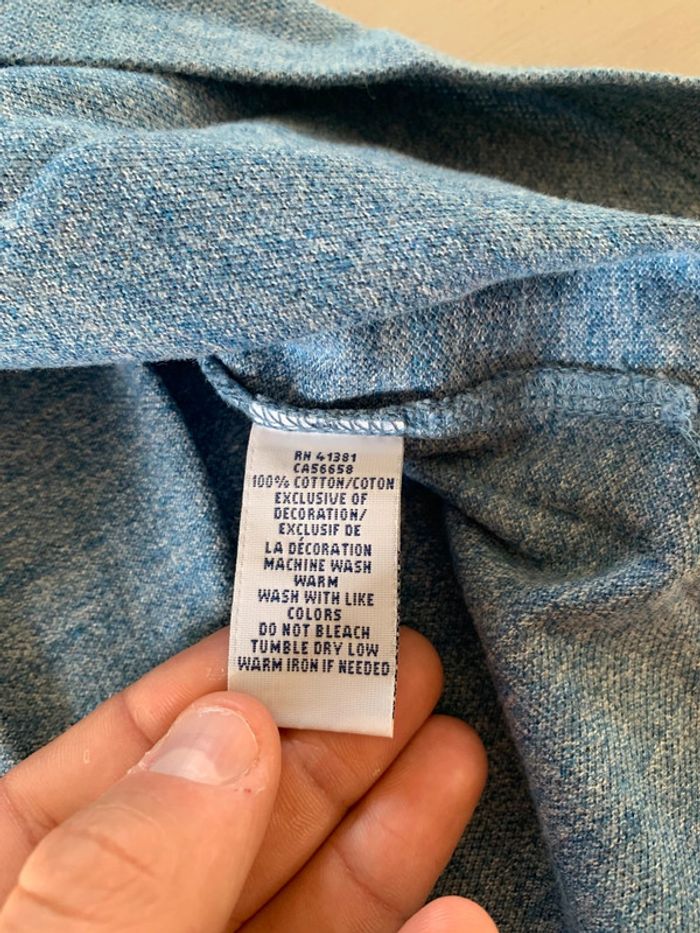 RN 41381
CA56658
100% COTTON/COTON
EXCLUSIVE OF
DECORATION/
EXCLUSIF DE
LA DÉCORATION
MACHINE WASH
WARM
WASH WITH LIKE
COLORS
DO NOT BLEACH
TUMBLE DRY LOW
WARM IRON IF NEEDED